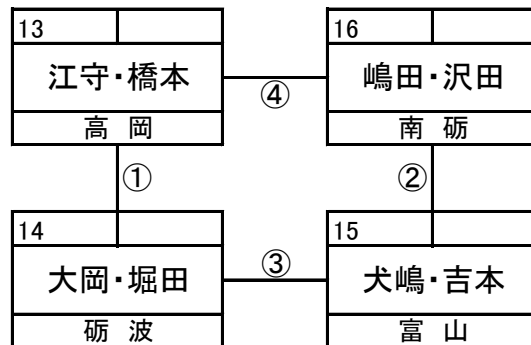 13
江守・橋本
高 岡
16
嶋田・沢田
南 砺
④
①
②
14
大岡・堀田
砺 波
15
犬嶋・吉本
富 山
③